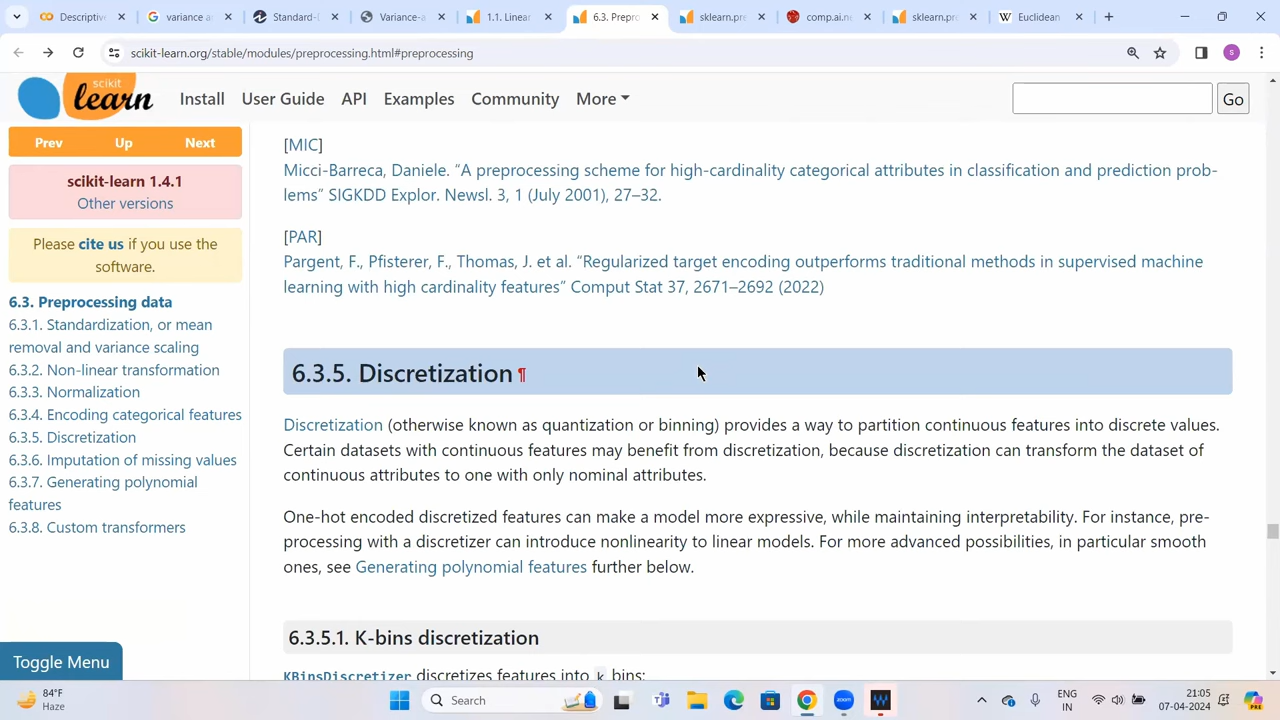 Descriptive
variance a
Standard-D
Variance-a
1.1. Linear
6.3. Prepro
sklearn.pre
comp.ai.ne
sklearn.pre
Euclidean
scikit-learn.org/stable/modules/preprocessing.html#preprocessing
S
scikit
learn
Install
User Guide
API
Examples
Community
More
Go
Prev
Up
Next
scikit-learn 1.4.1
Other versions
Please cite us if you use the
software.
6.3. Preprocessing data
6.3.1. Standardization, or mean
removal and variance scaling
6.3.2. Non-linear transformation
6.3.3. Normalization
6.3.4. Encoding categorical features
6.3.5. Discretization
6.3.6. Imputation of missing values
6.3.7. Generating polynomial
features
6.3.8. Custom transformers
Toggle Menu
[MIC]
Micci-Barreca, Daniele. “A preprocessing scheme for high-cardinality categorical attributes in classification and prediction prob-
lems” SIGKDD Explor. Newsl. 3, 1 (July 2001), 27–32.
[PAR]
Pargent, F., Pfisterer, F., Thomas, J. et al. “Regularized target encoding outperforms traditional methods in supervised machine
learning with high cardinality features” Comput Stat 37, 2671–2692 (2022)
6.3.5. Discretization ¶
Discretization (otherwise known as quantization or binning) provides a way to partition continuous features into discrete values.
Certain datasets with continuous features may benefit from discretization, because discretization can transform the dataset of
continuous attributes to one with only nominal attributes.
One-hot encoded discretized features can make a model more expressive, while maintaining interpretability. For instance, pre-
processing with a discretizer can introduce nonlinearity to linear models. For more advanced possibilities, in particular smooth
ones, see Generating polynomial features further below.
6.3.5.1. K-bins discretization
KBinsDiscretizer discretizes features into k bins:
84°F
Haze
Search
ENG
IN
21:05
07-04-2024